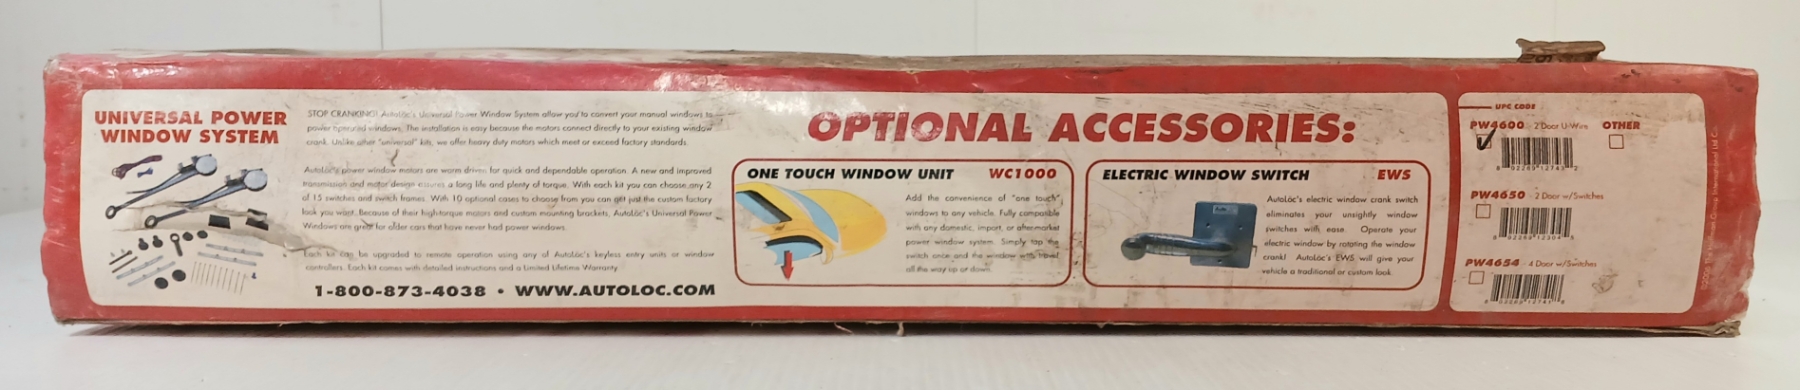 UNIVERSAL POWER
WINDOW SYSTEM
STOP CRANKING! AutoLoc's Universal Power Window System allow you to convert your manual windows to
power operated windows. The installation is easy because the motors connect directly to your existing window
crank. Unlike other "universal" kits, we offer heavy duty motors which meet or exceed factory standards.
AutoLoc's power window motors are worm driven for quick and dependable operation. A new and improved
transmission and motor design ensures a long life and plenty of torque. With each kit you can choose any 2
of 15 switches and switch frames. With 10 optional cases to choose from you can get just the custom factory
look you want. Because of their high-torque motors and custom mounting brackets, AutoLoc's Universal Power
Windows are great for older cars that have never had power windows.
Each kit can be upgraded to remote operation using any of AutoLoc's keyless entry units or window
controllers. Each kit comes with detailed instructions and a Limited Lifetime Warranty
1-800-873-4038 • WWW.AUTOLOC.COM
OPTIONAL ACCESSORIES:
ONE TOUCH WINDOW UNIT WC1000
Add the convenience of "one touch"
windows to any vehicle. Fully compatible
with any domestic, import, or aftermarket
power window system. Simply tap the
switch once and the window will travel
all the way up or down.
ELECTRIC WINDOW SWITCH EWS
AutoLoc's electric window crank switch
eliminates your unsightly window
switches with ease. Operate your
electric window by rotating the window
crank! AutoLoc's EWS will give your
vehicle a traditional or custom look.
UPC CODE
PW4600 - 2 Door U-Wire OTHER
PW4650 - 2 Door w/Switches
PW4654 - 4 Door w/Switches